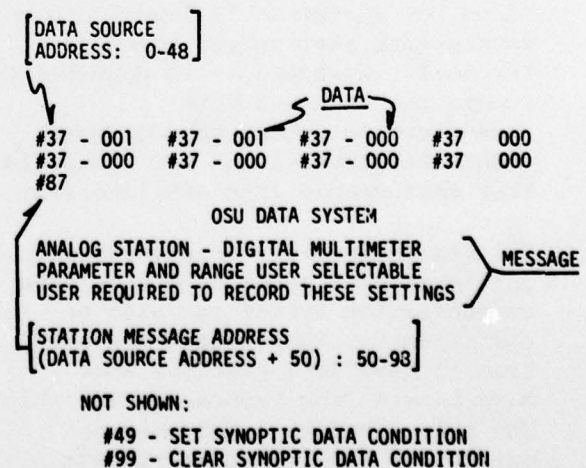 DATA SOURCE
ADDRESS: 0-48
DATA
#37 - 001 #37 - 001 #37 - 000 #37 000
#37 - 000 #37 - 000 #37 - 000 #37 - 000
#87
OSU DATA SYSTEM
ANALOG STATION - DIGITAL MULTIMETER
PARAMETER AND RANGE USER SELECTABLE
USER REQUIRED TO RECORD THESE SETTINGS
MESSAGE
STATION MESSAGE ADDRESS
(DATA SOURCE ADDRESS + 50) : 50-98
NOT SHOWN:
#49 - SET SYNOPTIC DATA CONDITION
#99 - CLEAR SYNOPTIC DATA CONDITION